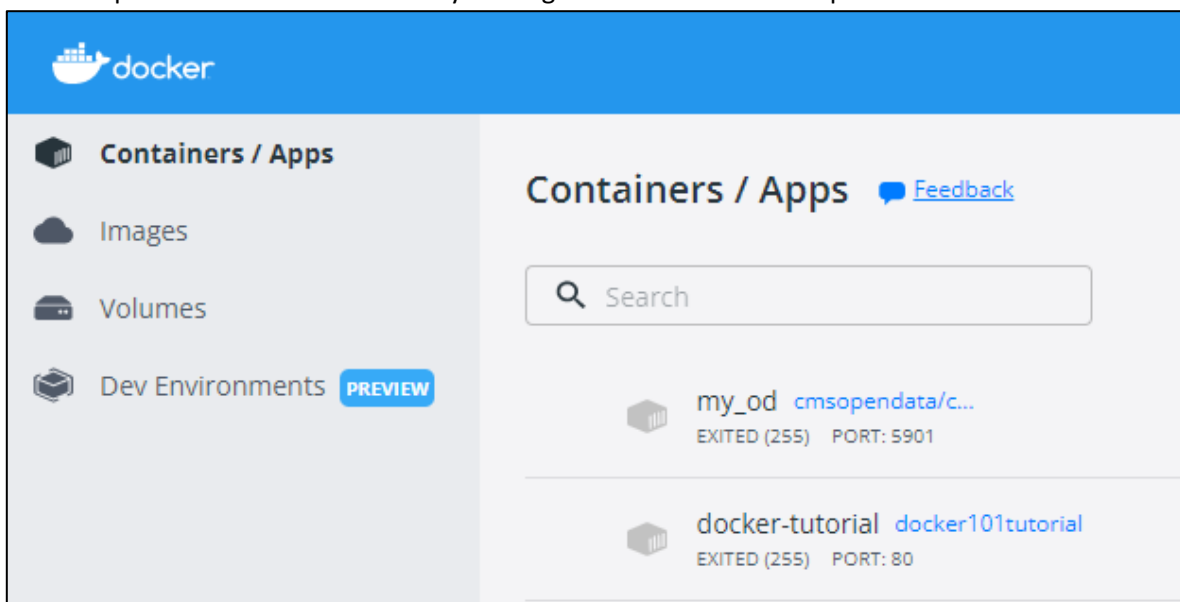 docker
Containers / Apps
Images
Volumes
Dev Environments PREVIEW
Containers / Apps Feedback
Search
my_od cmsopendata/c...
EXITED (255) PORT: 5901
docker-tutorial docker101tutorial
EXITED (255) PORT: 80